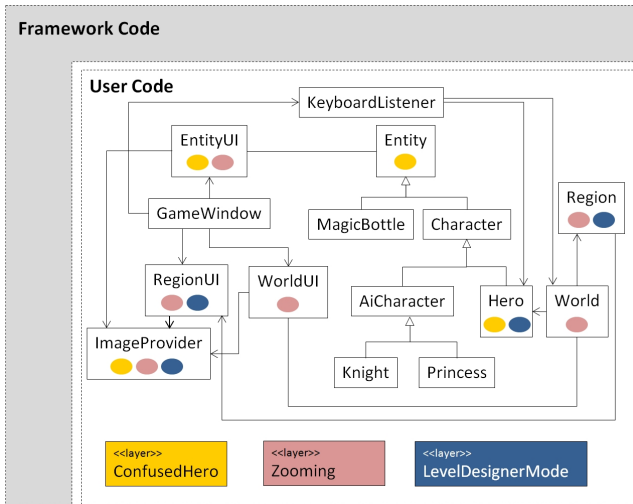 Framework Code
User Code
KeyboardListener
EntityUI
Entity
Region
GameWindow
MagicBottle
Character
RegionUI
WorldUI
AiCharacter
Hero
World
ImageProvider
Knight
Princess
<<layer>>
ConfusedHero
<<layer>>
Zooming
<<layer>>
LevelDesignerMode